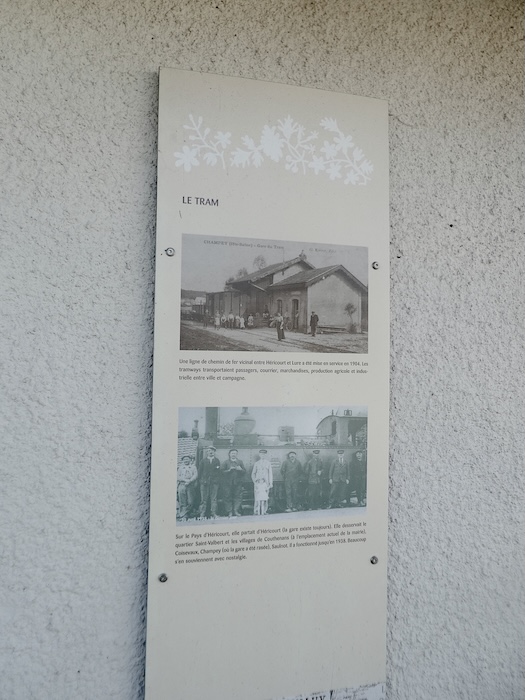 LE TRAM
CHAMPEY (Hte-Saône) - Gare du Tram
Une ligne de chemin de fer vicinal entre Héricourt et Lure a été mise en service en 1904. Les
tramways transportaient passagers, courrier, marchandises, production agricole et indus-
trielle entre ville et campagne.
Sur le Pays d'Héricourt, elle partait d'Héricourt (la gare existe toujours). Elle desservait le
quartier Saint-Valbert et les villages de Couthenans (à l'emplacement actuel de la mairie),
Coisevaux, Champey (où la gare a été rasée), Saulnot. Il a fonctionné jusqu'en 1938. Beaucoup
s'en souviennent avec nostalgie.